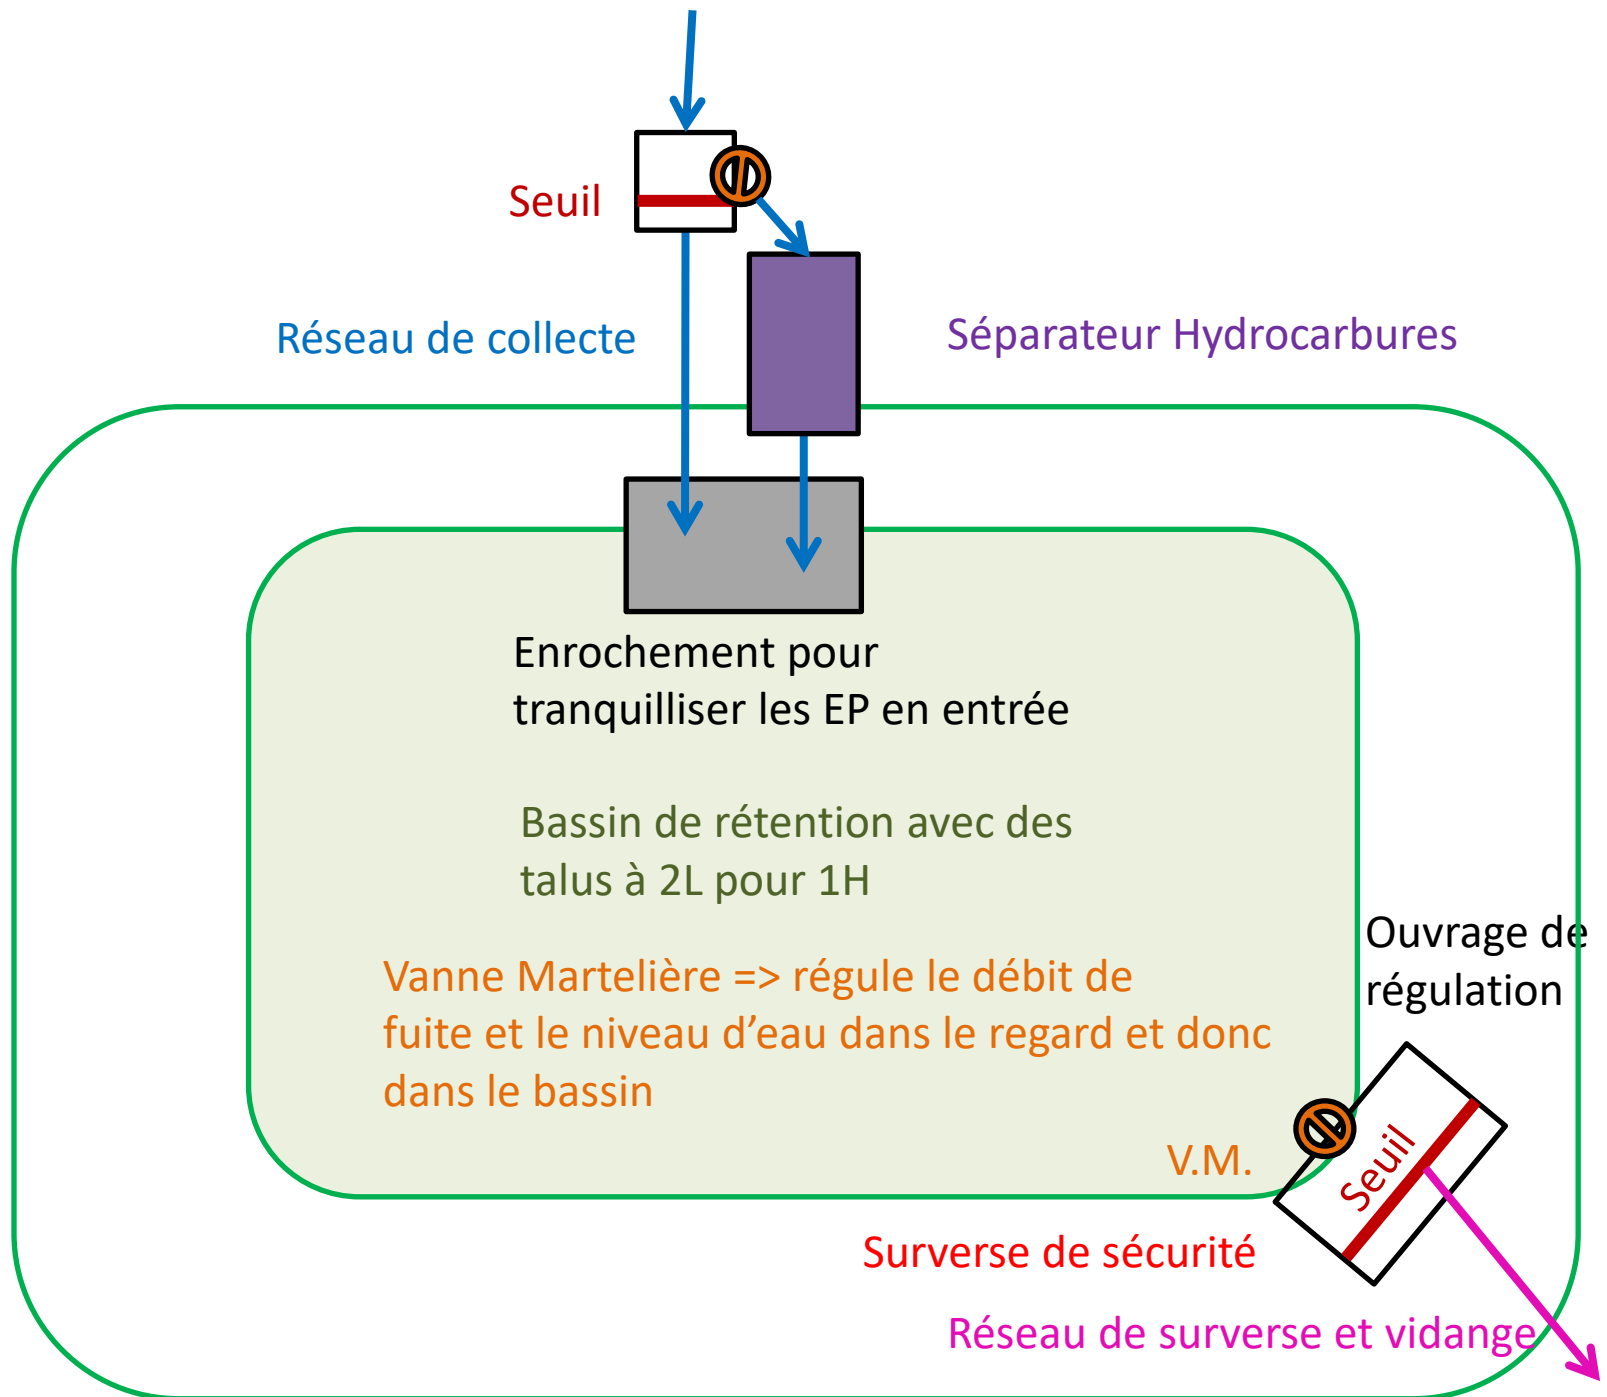 Seuil
Réseau de collecte
Séparateur Hydrocarbures
Enrochement pour
tranquilliser les EP en entrée
Bassin de rétention avec des
talus à 2L pour 1H
Ouvrage de
régulation
Vanne Martelière => régule le débit de
fuite et le niveau d’eau dans le regard et donc
dans le bassin
V.M.
Seuil
Surverse de sécurité
Réseau de surverse et vidange